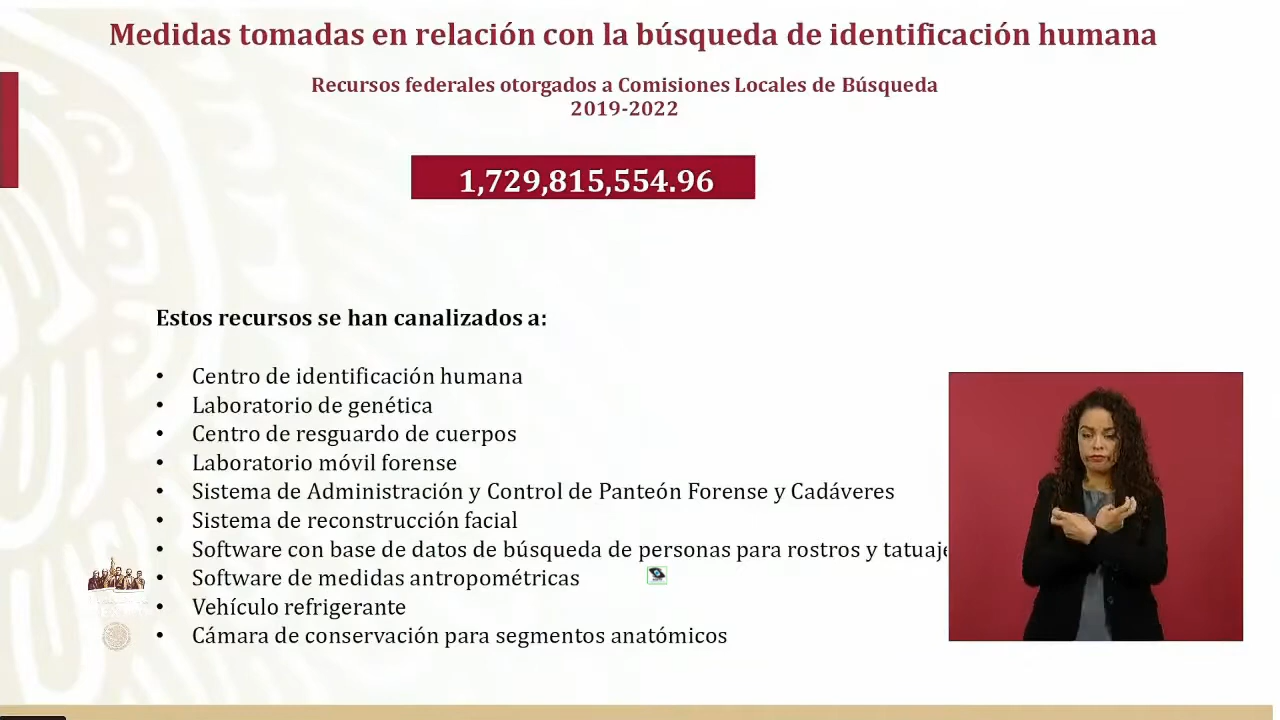 Medidas tomadas en relación con la búsqueda de identificación humana
Recursos federales otorgados a Comisiones Locales de Búsqueda
2019-2022
1,729,815,554.96
Estos recursos se han canalizados a:
• Centro de identificación humana
• Laboratorio de genética
• Centro de resguardo de cuerpos
• Laboratorio móvil forense
• Sistema de Administración y Control de Panteón Forense y Cadáveres
• Sistema de reconstrucción facial
• Software con base de datos de búsqueda de personas para rostros y tatuaje
• Software de medidas antropométricas
• Vehículo refrigerante
• Cámara de conservación para segmentos anatómicos